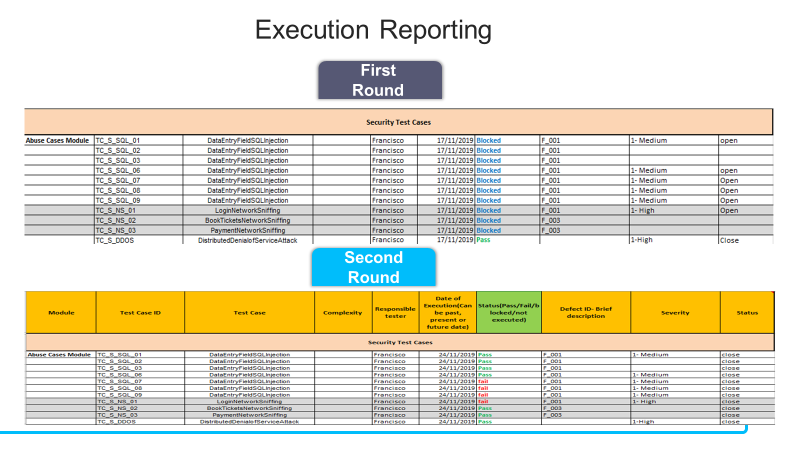 Execution Reporting
First
Round
Security Test Cases
Abuse Cases Module TC_S_SQL_01 DataEntryFieldSQLInjection Francisco 17/11/2019 Blocked F_001 1- Medium open
TC_S_SQL_02 DataEntryFieldSQLInjection Francisco 17/11/2019 Blocked F_001
TC_S_SQL_03 DataEntryFieldSQLInjection Francisco 17/11/2019 Blocked F_001
TC_S_SQL_06 DataEntryFieldSQLInjection Francisco 17/11/2019 Blocked F_001 1- Medium open
TC_S_SQL_07 DataEntryFieldSQLInjection Francisco 17/11/2019 Blocked F_001 1- Medium Open
TC_S_SQL_08 DataEntryFieldSQLInjection Francisco 17/11/2019 Blocked F_001 1- Medium Open
TC_S_SQL_09 DataEntryFieldSQLInjection Francisco 17/11/2019 Blocked F_001 1- Medium Open
TC_S_NS_01 LoginNetworkSniffing Francisco 17/11/2019 Blocked F_001 1- High Open
TC_S_NS_02 BookTicketsNetworkSniffing Francisco 17/11/2019 Blocked F_003
TC_S_NS_03 PaymentNetworkSniffing Francisco 17/11/2019 Blocked F_003
TC_S_DDOS DistributedDenialofServiceAttack Francisco 17/11/2019 Pass 1-High Close
Second
Round
Module Test Case ID Test Case Complexity Responsible tester Date of Execution(Can be past, present or future date) Status(Pass/Fail/blocked/not executed) Defect ID- Brief description Severity Status
Security Test Cases
Abuse Cases Module TC_S_SQL_01 DataEntryFieldSQLInjection Francisco 24/11/2019 Pass F_001 1- Medium close
TC_S_SQL_02 DataEntryFieldSQLInjection Francisco 24/11/2019 Pass F_001 close
TC_S_SQL_03 DataEntryFieldSQLInjection Francisco 24/11/2019 Pass F_001 close
TC_S_SQL_06 DataEntryFieldSQLInjection Francisco 24/11/2019 Pass F_001 1- Medium close
TC_S_SQL_07 DataEntryFieldSQLInjection Francisco 24/11/2019 fail F_001 1- Medium close
TC_S_SQL_08 DataEntryFieldSQLInjection Francisco 24/11/2019 fail F_001 1- Medium close
TC_S_SQL_09 DataEntryFieldSQLInjection Francisco 24/11/2019 fail F_001 1- Medium close
TC_S_NS_01 LoginNetworkSniffing Francisco 24/11/2019 fail F_001 1- High close
TC_S_NS_02 BookTicketsNetworkSniffing Francisco 24/11/2019 Pass F_003 close
TC_S_NS_03 PaymentNetworkSniffing Francisco 24/11/2019 Pass F_003 close
TC_S_DDOS DistributedDenialofServiceAttack Francisco 24/11/2019 Pass 1-High close